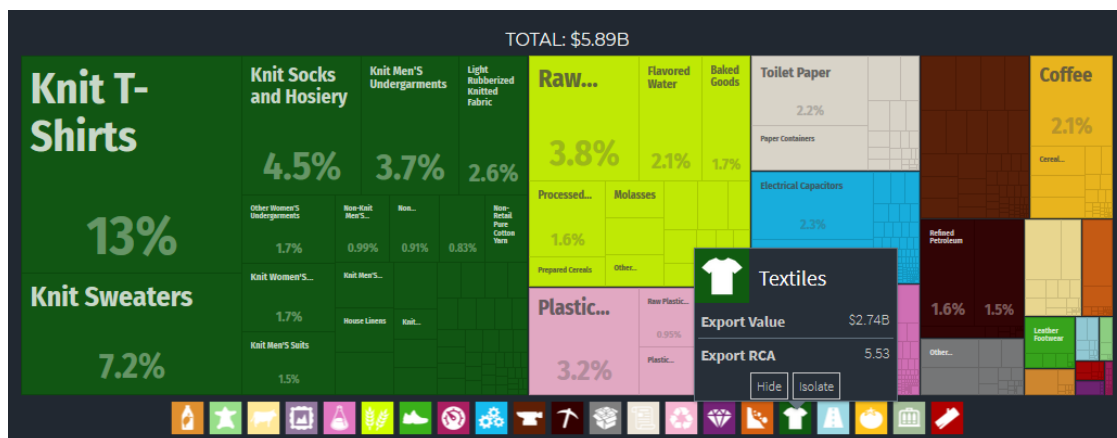 TOTAL: $5.89B
Knit T-
Shirts
13%
Knit Sweaters
7.2%
Knit Socks
and Hosiery
4.5%
Knit Men'S
Undergarments
3.7%
Light
Rubberized
Knitted
Fabric
2.6%
Other Women'S
Undergarments
1.7%
Non-Knit
Men'S...
0.99%
Non...
0.91%
0.83%
Non-
Retail
Pure
Cotton
Yarn
Knit Women'S...
1.7%
Knit Men'S...
House Linens
Knit...
Knit Men'S Suits
1.5%
Raw...
3.8%
Flavored
Water
2.1%
Baked
Goods
1.7%
Processed...
1.6%
Molasses
Prepared Cereals
Other...
Plastic...
3.2%
Raw Plastic...
0.95%
Plastic...
Toilet Paper
2.2%
Paper Containers
Electrical Capacitors
2.3%
Textiles
Export Value
$2.74B
Export RCA
5.53
Hide
Isolate
Refined
Petroleum
1.6%
1.5%
Other...
Coffee
2.1%
Cereal...
Leather
Footwear